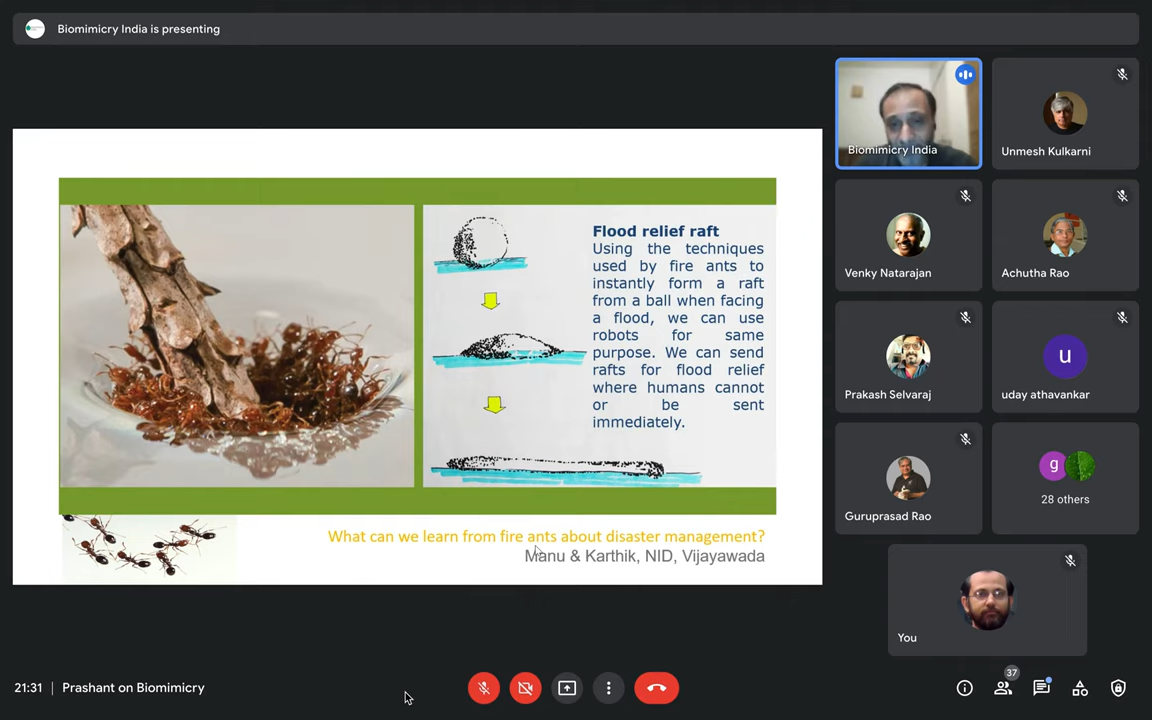 Biomimicry India is presenting
Flood relief raft
Using the techniques
used by fire ants to
instantly form a raft
from a ball when facing
a flood, we can use
robots for same
purpose. We can send
rafts for flood relief
where humans cannot
or be sent
immediately.
What can we learn from fire ants about disaster management?
Manu & Karthik, NID, Vijayawada
Biomimicry India
Unmesh Kulkarni
Venky Natarajan
Achutha Rao
Prakash Selvaraj
u
uday athavankar
Guruprasad Rao
g
28 others
You
21:31 | Prashant on Biomimicry
37